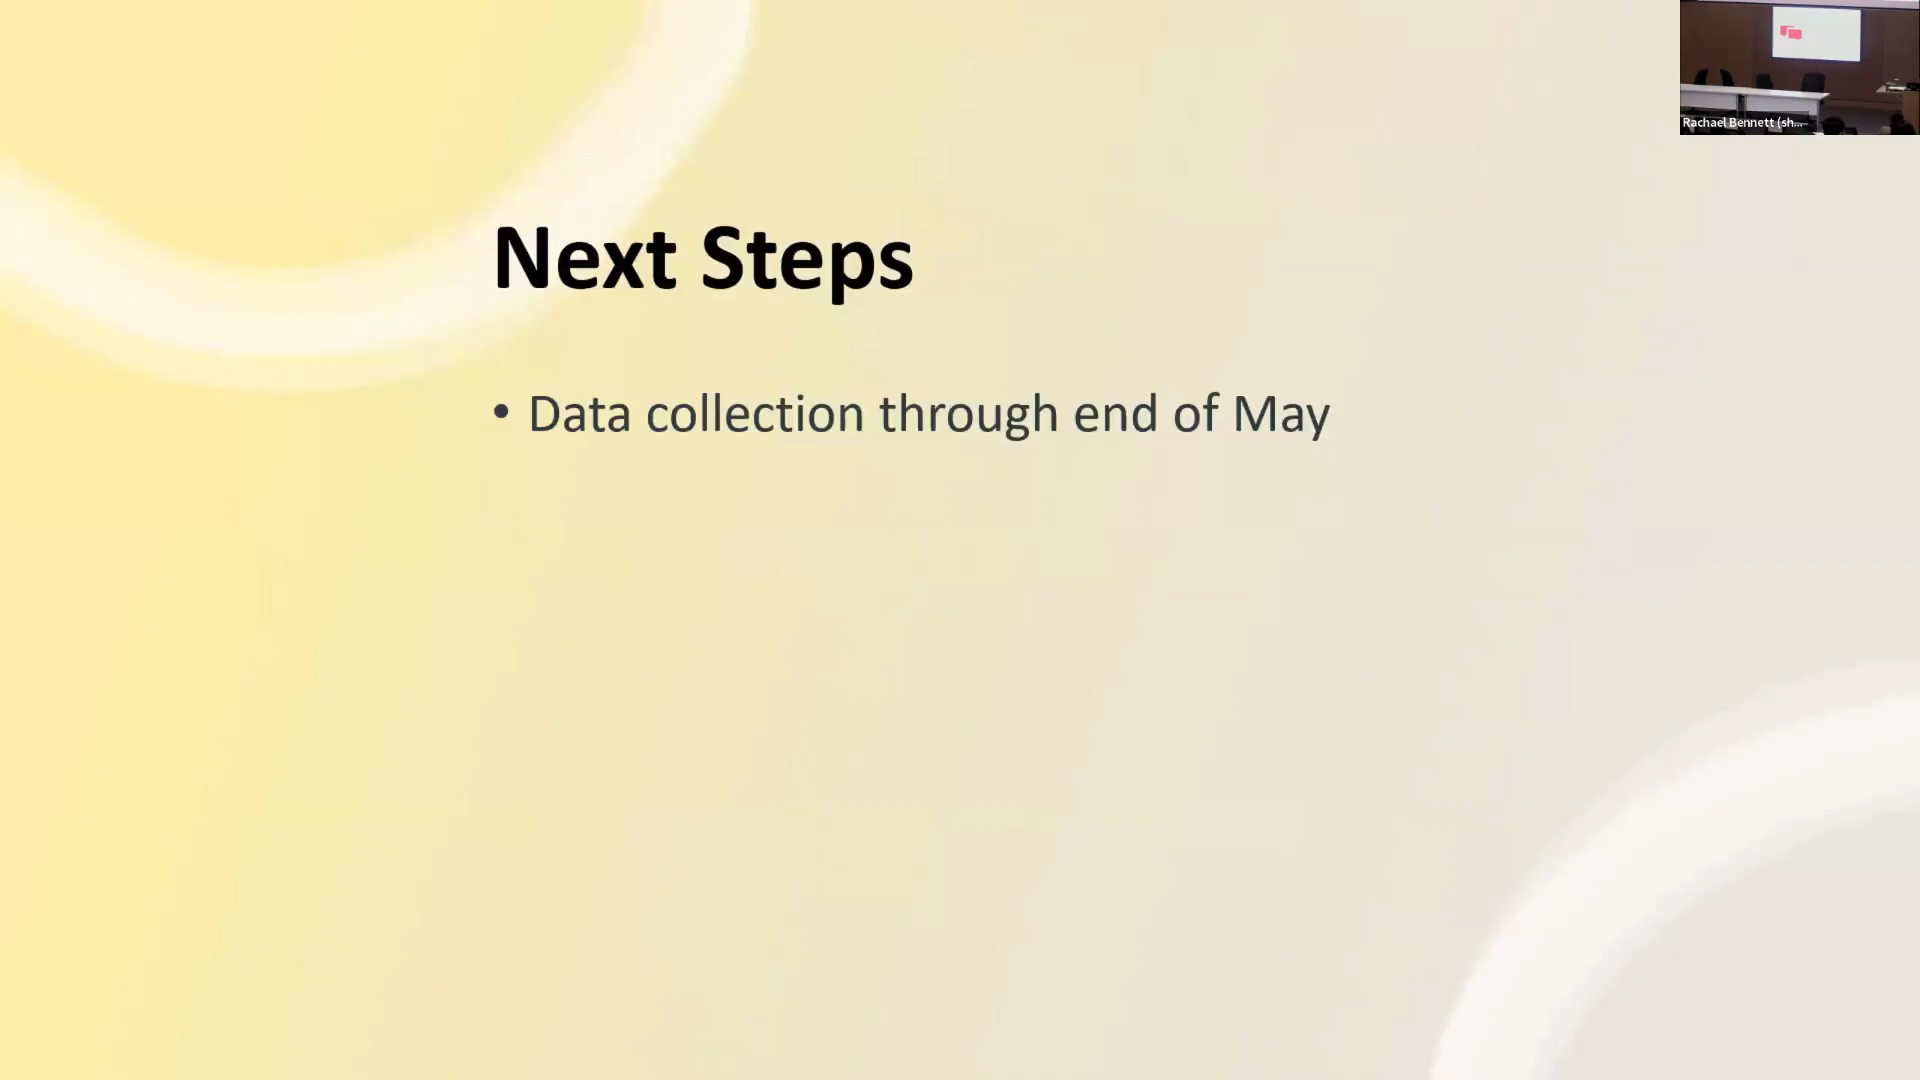 Rachael Bennett (sh...
Next Steps
• Data collection through end of May